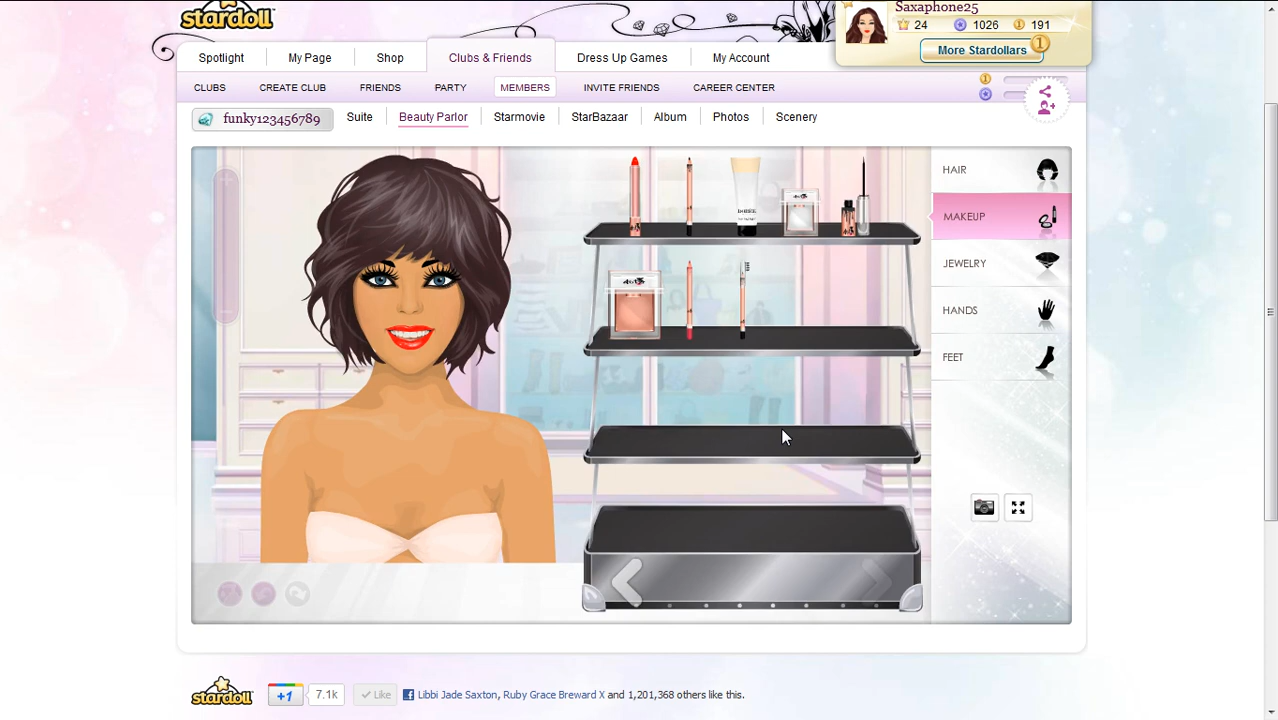 stardoll
Saxaphone25
24 1026 191
More Stardollars 1
Spotlight My Page Shop Clubs & Friends Dress Up Games My Account
CLUBS CREATE CLUB FRIENDS PARTY MEMBERS INVITE FRIENDS CAREER CENTER
funky123456789 Suite Beauty Parlor Starmovie StarBazaar Album Photos Scenery
HAIR
MAKEUP
JEWELRY
HANDS
FEET
stardoll +1 7.1k Like Libbi Jade Saxton, Ruby Grace Breward X and 1,201,368 others like this.